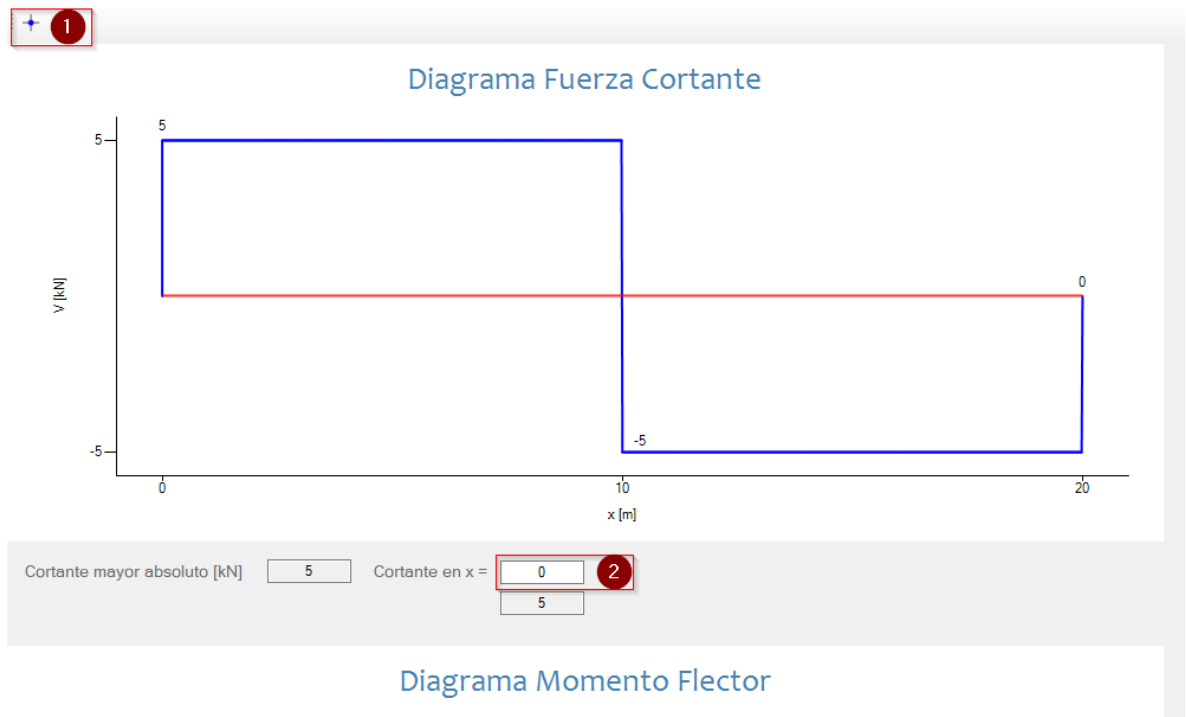 1
Diagrama Fuerza Cortante
5
5
V [kN]
0
-5
-5
0 10 20
x [m]
Cortante mayor absoluto [kN] 5 Cortante en x = 0 2
5
Diagrama Momento Flector